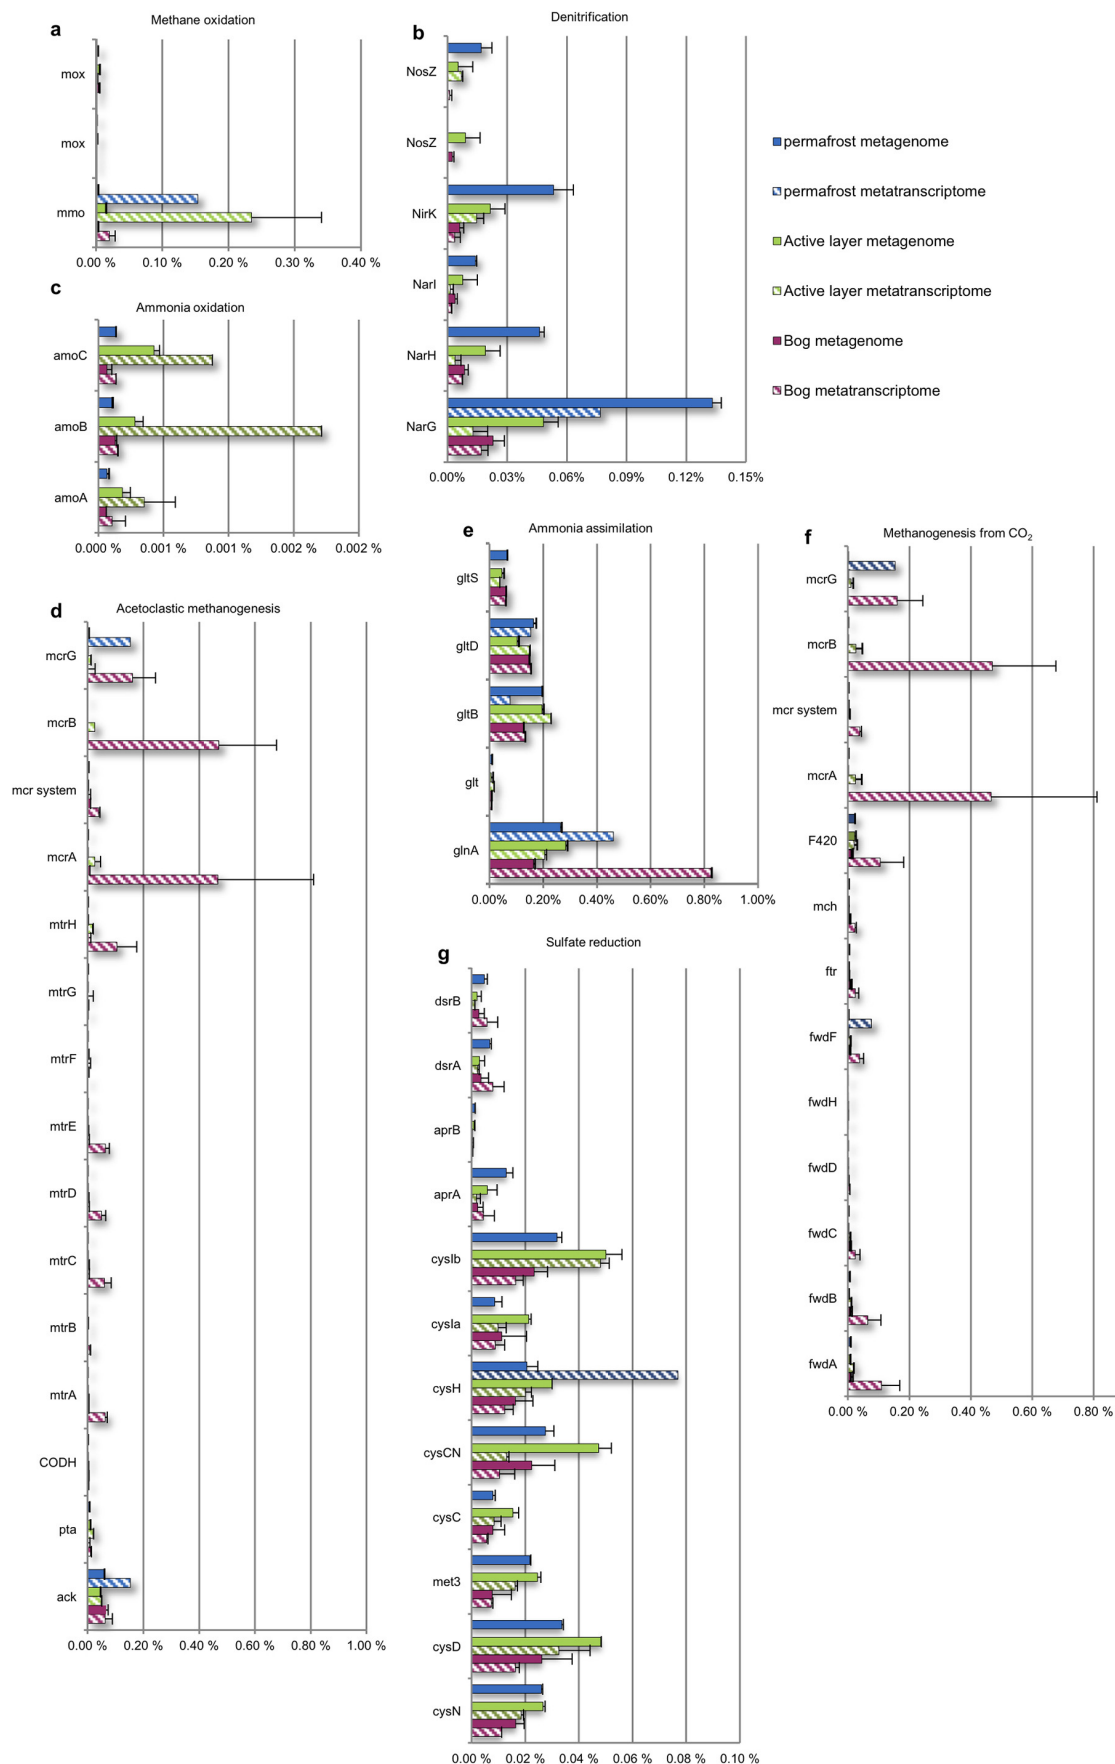 a
Methane oxidation
mox
mox
mmo
0.00 %
0.10 %
0.20 %
0.30 %
0.40 %
b
Denitrification
NosZ
NosZ
NirK
NarI
NarH
NarG
0.00%
0.03%
0.06%
0.09%
0.12%
0.15%
permafrost metagenome
permafrost metatranscriptome
Active layer metagenome
Active layer metatranscriptome
Bog metagenome
Bog metatranscriptome
c
Ammonia oxidation
amoC
amoB
amoA
0.000 %
0.001 %
0.001 %
0.002 %
0.002 %
d
Acetoclastic methanogenesis
mcrG
mcrB
mcr system
mcrA
mtrH
mtrG
mtrF
mtrE
mtrD
mtrC
mtrB
mtrA
CODH
pta
ack
0.00 %
0.20 %
0.40 %
0.60 %
0.80 %
1.00 %
e
Ammonia assimilation
gltS
gltD
gltB
glt
glnA
0.00%
0.20%
0.40%
0.60%
0.80%
1.00%
f
Methanogenesis from CO₂
mcrG
mcrB
mcr system
mcrA
F420
mch
ftr
fwdF
fwdH
fwdD
fwdC
fwdB
fwdA
0.00 %
0.20 %
0.40 %
0.60 %
0.80 %
g
Sulfate reduction
dsrB
dsrA
aprB
aprA
cysIb
cysIa
cysH
cysCN
cysC
met3
cysD
cysN
0.00 %
0.02 %
0.04 %
0.06 %
0.08 %
0.10 %